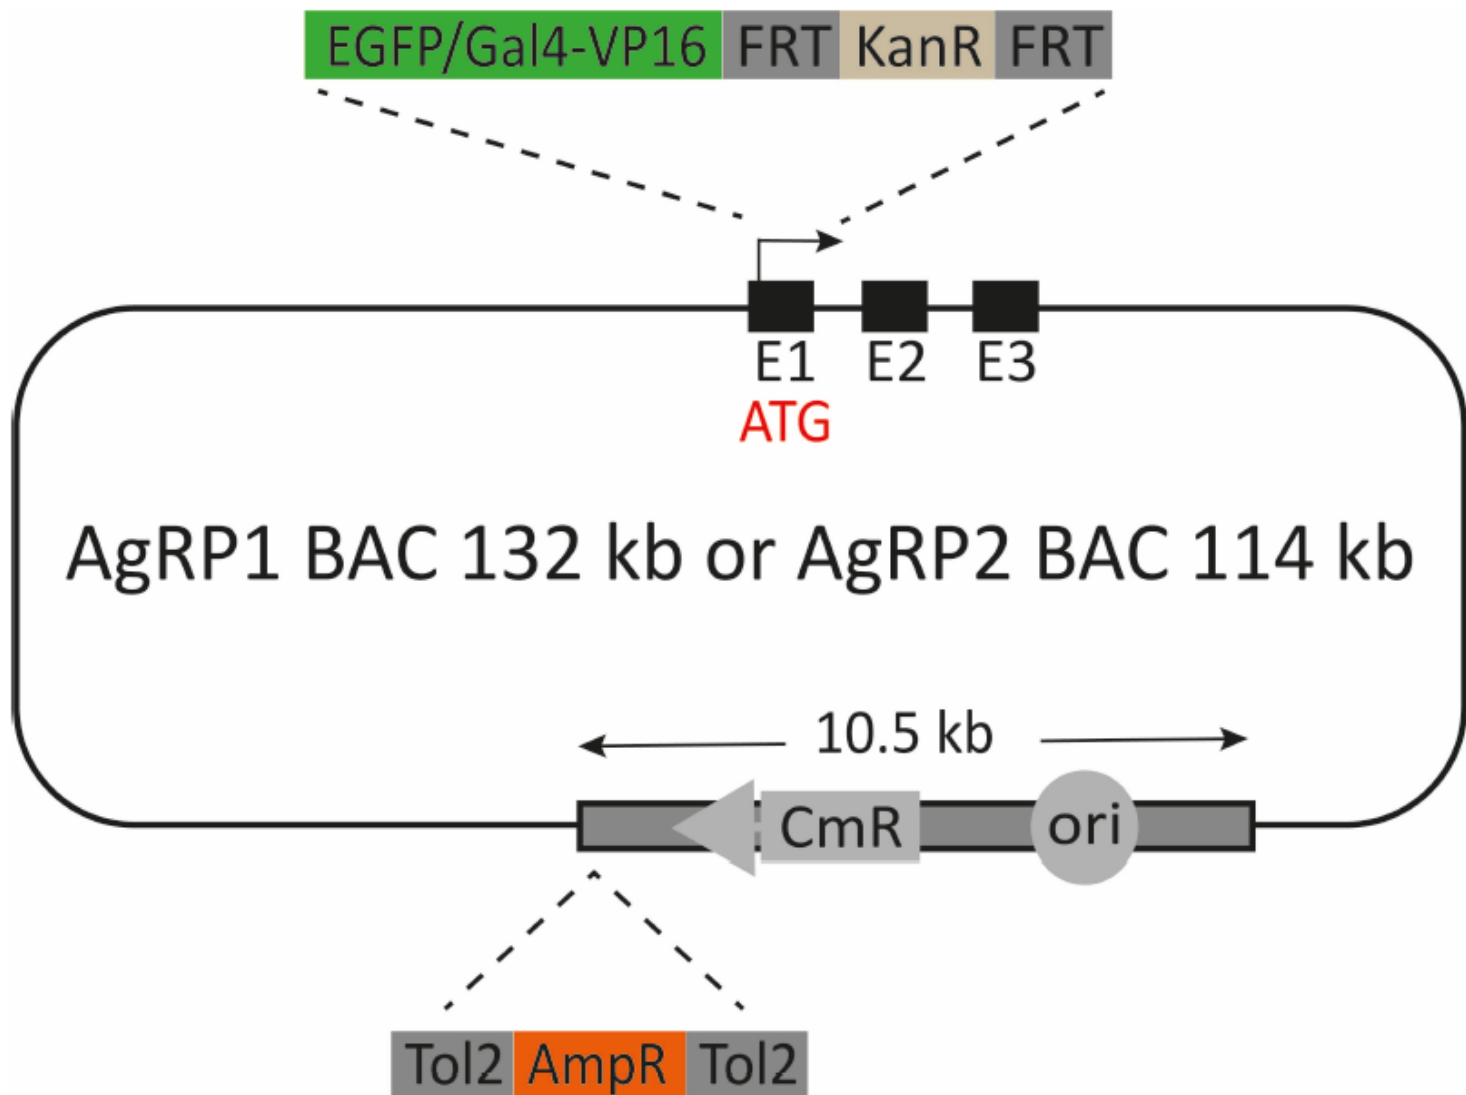 EGFP/Gal4-VP16 FRT KanR FRT
E1 E2 E3
ATG
AgRP1 BAC 132 kb or AgRP2 BAC 114 kb
10.5 kb
CmR ori
Tol2 AmpR Tol2